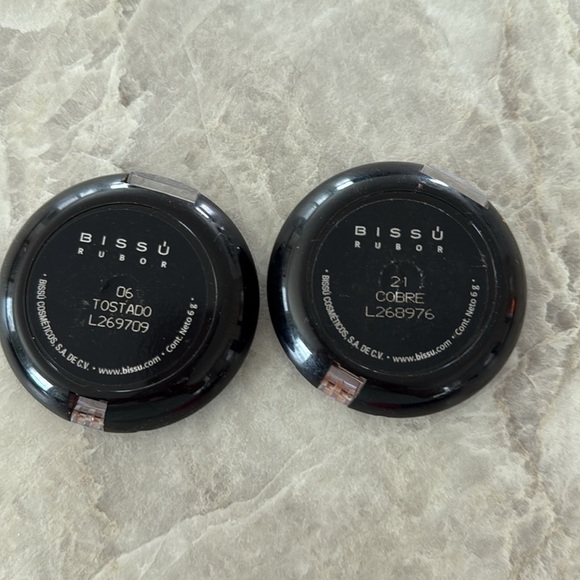 BISSÚ
RUBOR
06
TOSTADO
L269709
• BISSÚ COSMÉTICOS, S.A. DE C.V. • www.bissu.com • Cont. Neto 6 g •
BISSÚ
RUBOR
21
COBRE
L268976
• BISSÚ COSMÉTICOS, S.A. DE C.V. • www.bissu.com • Cont. Neto 6 g •